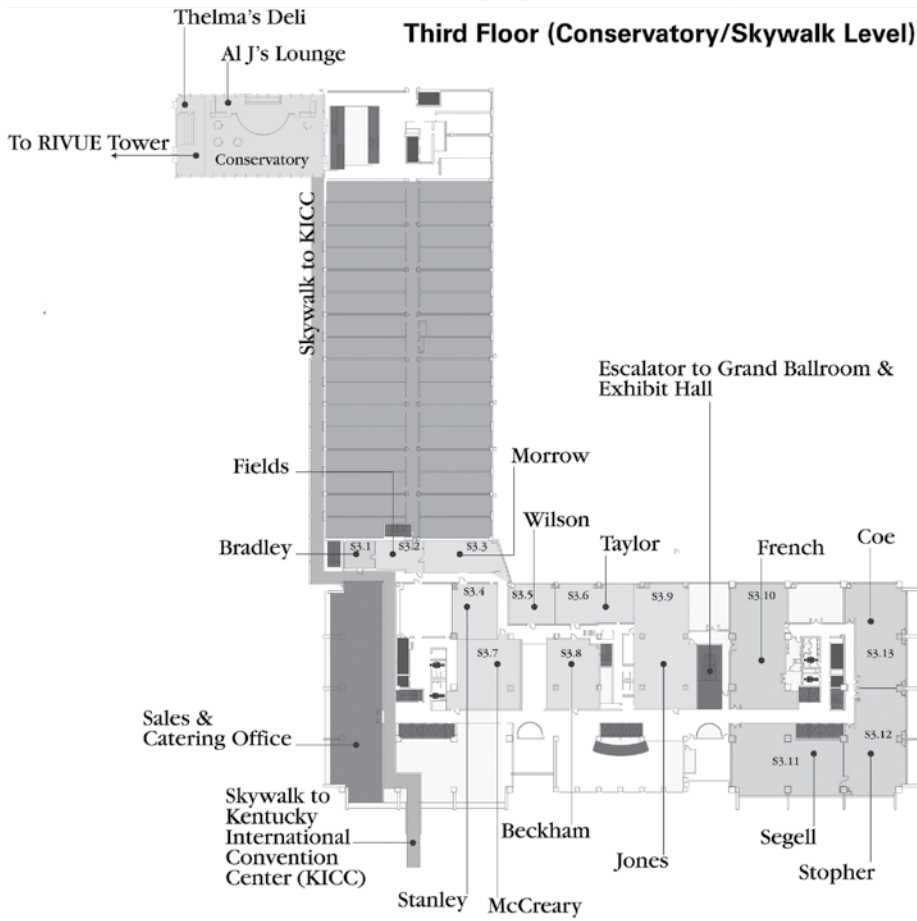 Thelma's Deli
Third Floor (Conservatory/Skywalk Level)
Al J's Lounge
To RIVUE Tower
Conservatory
Skywalk to KICC
Escalator to Grand Ballroom &
Exhibit Hall
Fields
Morrow
Wilson
Bradley
S3.1
S3.2
S3.3
Taylor
French
Coe
S3.4
S3.5
S3.6
S3.9
S3.10
S3.7
S3.8
S3.13
Sales &
Catering Office
S3.12
S3.11
Skywalk to
Kentucky
International
Convention
Center (KICC)
Beckham
Segell
Jones
Stopher
Stanley
McCreary